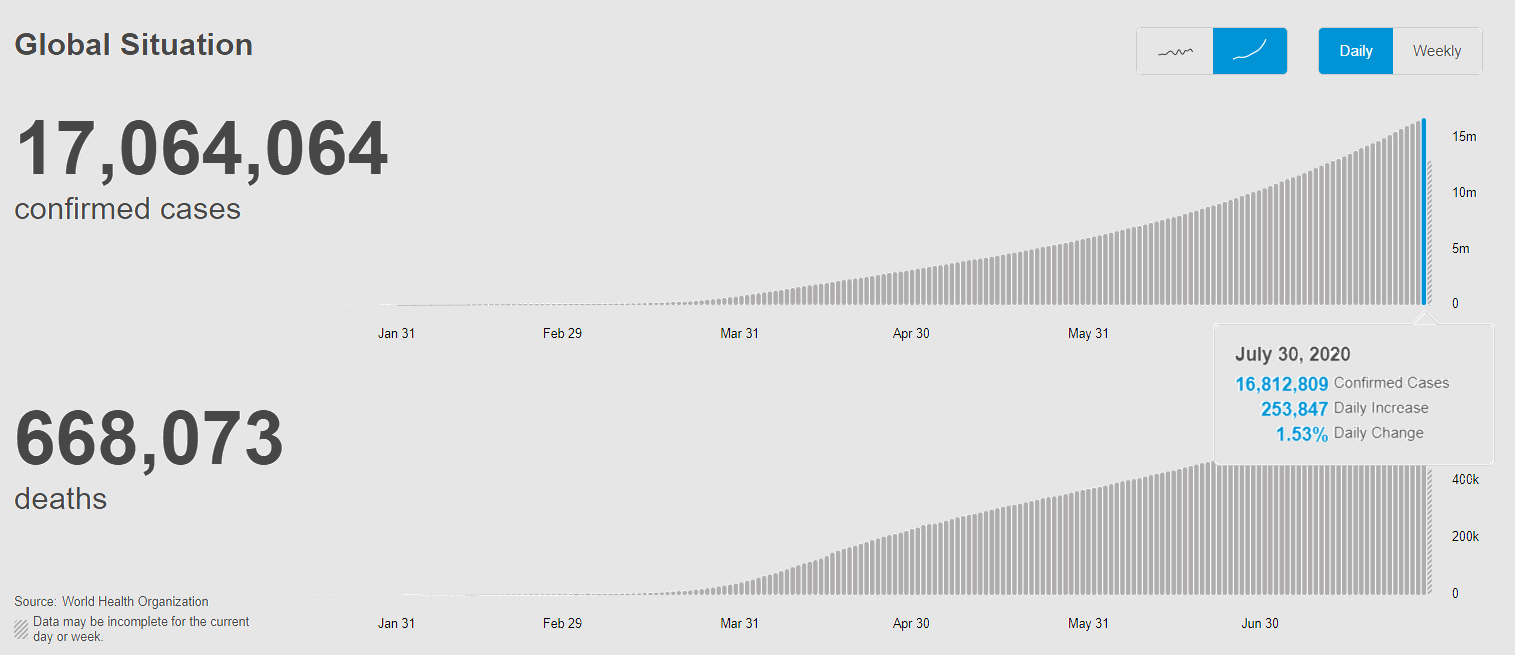 Global Situation
Daily
Weekly
17,064,064
confirmed cases
15m
10m
5m
0
Jan 31
Feb 29
Mar 31
Apr 30
May 31
July 30, 2020
16,812,809 Confirmed Cases
253,847 Daily Increase
1.53% Daily Change
668,073
deaths
400k
200k
0
Jan 31
Feb 29
Mar 31
Apr 30
May 31
Jun 30
Source: World Health Organization
Data may be incomplete for the current
day or week.